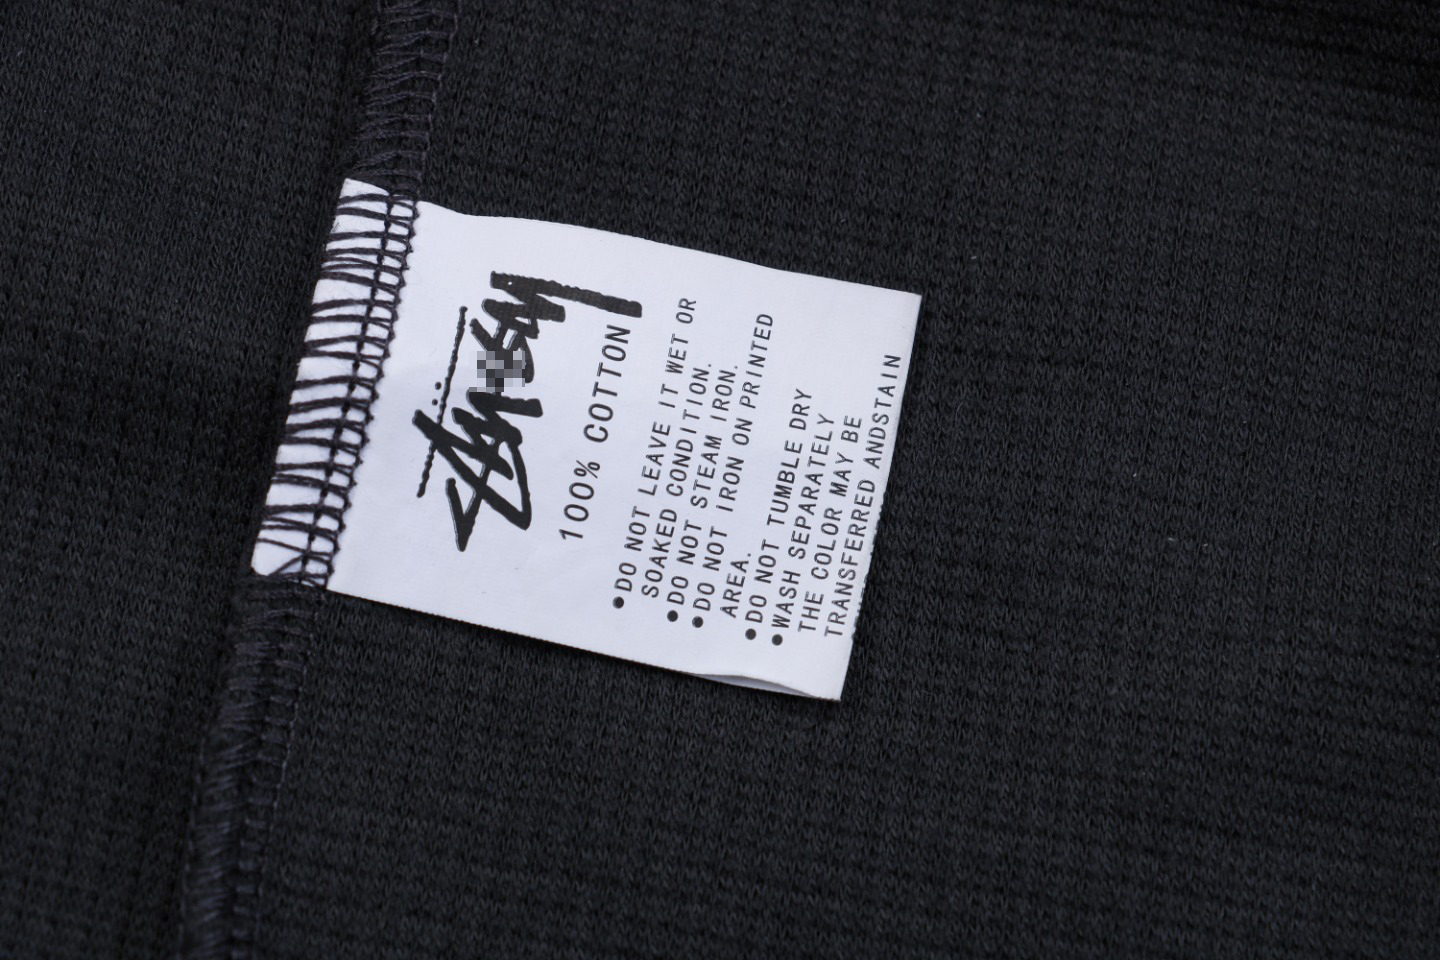 Stüssy
100% COTTON
●DO NOT LEAVE IT WET OR
SOAKED CONDITION.
●DO NOT STEAM IRON.
●DO NOT IRON ON PRINTED
AREA.
●DO NOT TUMBLE DRY
●WASH SEPARATELY
THE COLOR MAY BE
TRANSFERRED ANDSTAIN